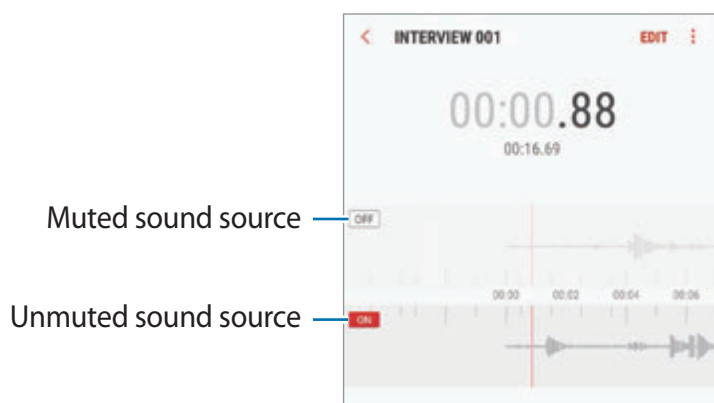 < INTERVIEW 001 EDIT
00:00.88
00:16.69
Muted sound source
OFF
00:00 00:02 00:04 00:06
Unmuted sound source
ON